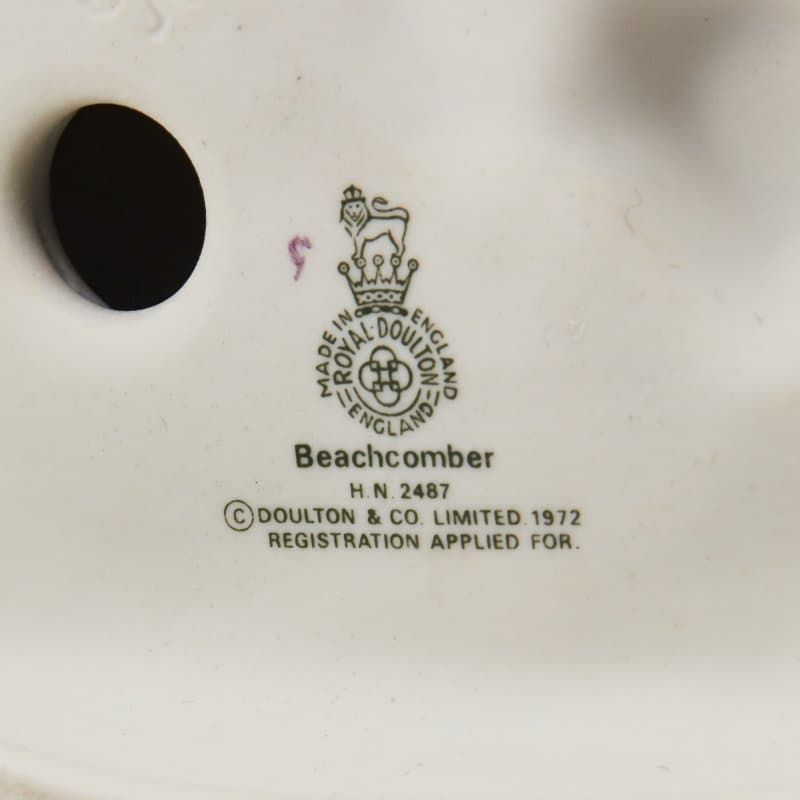 MADE IN ENGLAND
ROYAL·DOULTON
ENGLAND
Beachcomber
H.N. 2487
© DOULTON & CO. LIMITED. 1972
REGISTRATION APPLIED FOR.